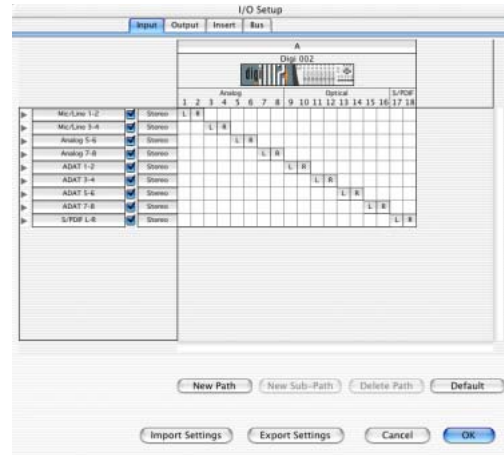 I/O Setup
Input Output Insert Bus
A
Digi 002
digi
Analog Optical S/PDIF
1 2 3 4 5 6 7 8 9 10 11 12 13 14 15 16 17 18
Mic/Line 1-2 Stereo L R
Mic/Line 3-4 Stereo L R
Analog 5-6 Stereo L R
Analog 7-8 Stereo L R
ADAT 1-2 Stereo L R
ADAT 3-4 Stereo L R
ADAT 5-6 Stereo L R
ADAT 7-8 Stereo L R
S/PDIF L-R Stereo L R
New Path New Sub-Path Delete Path Default
Import Settings Export Settings Cancel OK